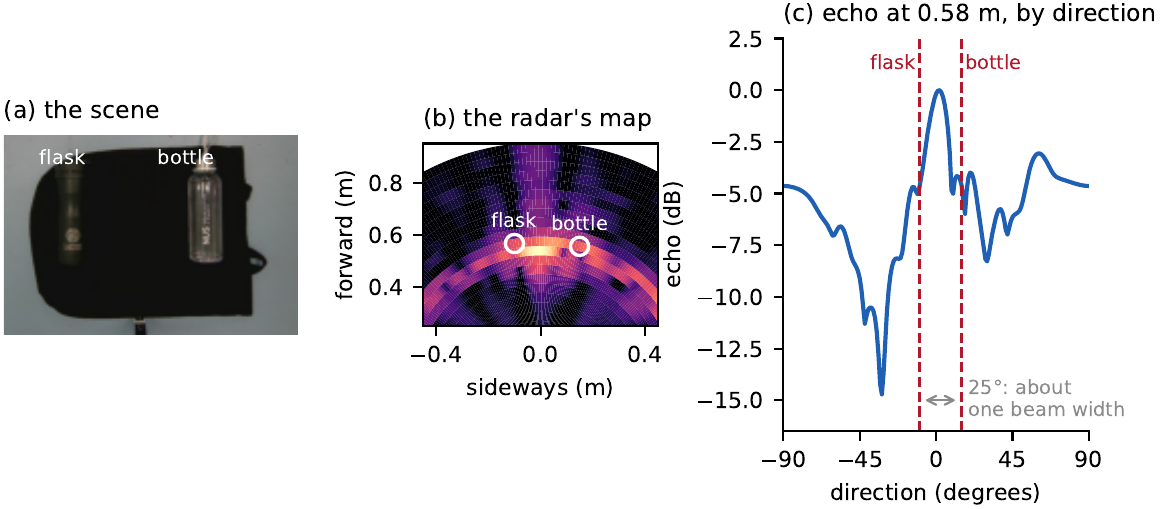 (a) the scene
flask
bottle
NUS
(b) the radar's map
flask
bottle
forward (m)
0.8
0.6
0.4
−0.4
0.0
0.4
sideways (m)
(c) echo at 0.58 m, by direction
flask
bottle
echo (dB)
2.5
0.0
−2.5
−5.0
−7.5
−10.0
−12.5
−15.0
25°: about
one beam width
−90
−45
0
45
90
direction (degrees)